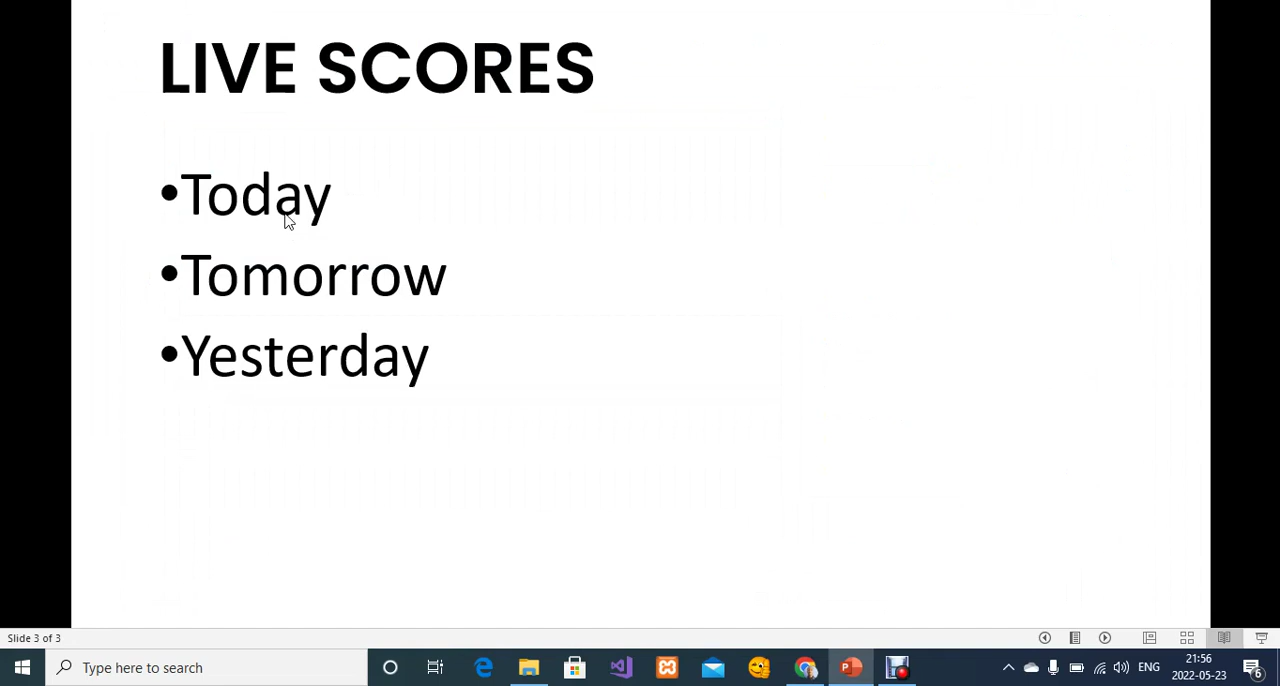 LIVE SCORES
•Today
•Tomorrow
•Yesterday
Slide 3 of 3
Type here to search
ENG
21:56
2022-05-23
6